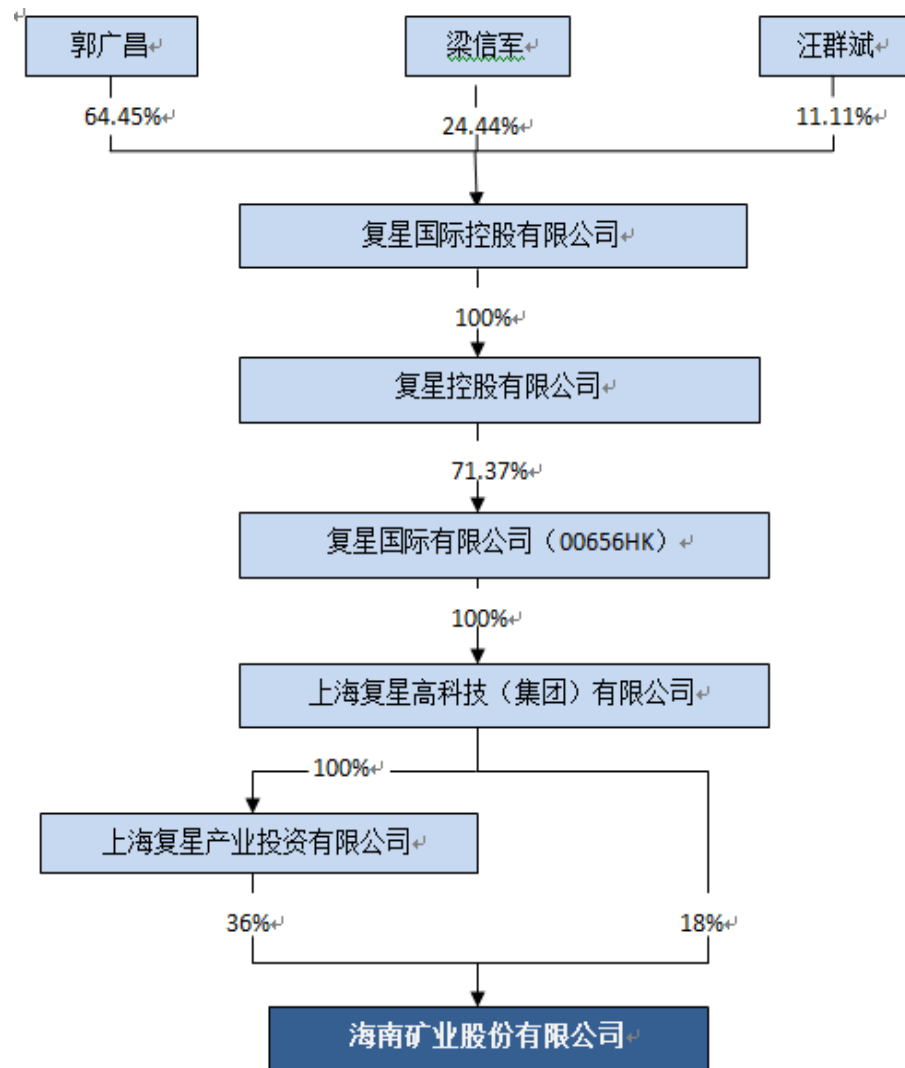 郭广昌 梁信军 汪群斌
64.45% 24.44% 11.11%
复星国际控股有限公司
100%
复星控股有限公司
71.37%
复星国际有限公司（00656HK）
100%
上海复星高科技（集团）有限公司
100%
上海复星产业投资有限公司
36% 18%
海南矿业股份有限公司